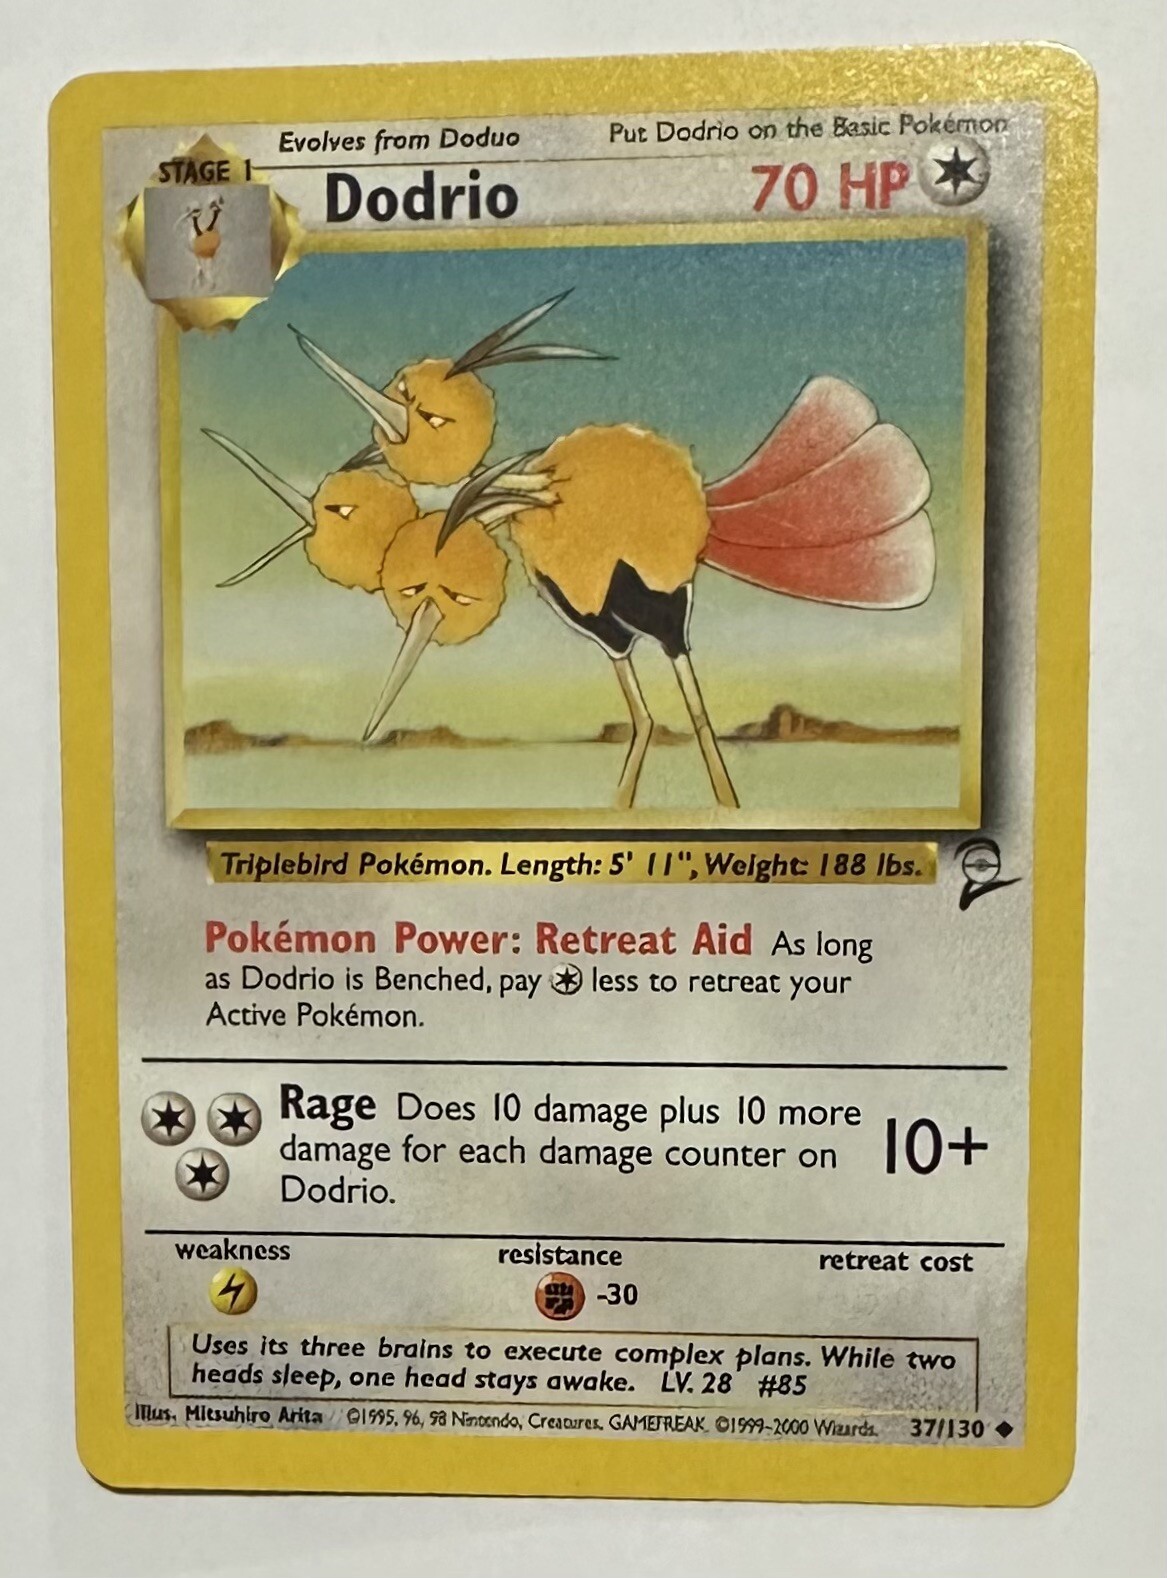 Evolves from Doduo
Put Dodrio on the Basic Pokémon
STAGE 1
Dodrio
70 HP
Triplebird Pokémon. Length: 5' 11", Weight: 188 lbs.
Pokémon Power: Retreat Aid As long
as Dodrio is Benched, pay less to retreat your
Active Pokémon.
Rage Does 10 damage plus 10 more
damage for each damage counter on
Dodrio.
10+
weakness
resistance
retreat cost
-30
Uses its three brains to execute complex plans. While two
heads sleep, one head stays awake. LV. 28 #85
Illus. Mitsuhiro Arita ©1995, 96, 98 Nintendo, Creatures, GAMEFREAK. ©1999-2000 Wizards. 37/130